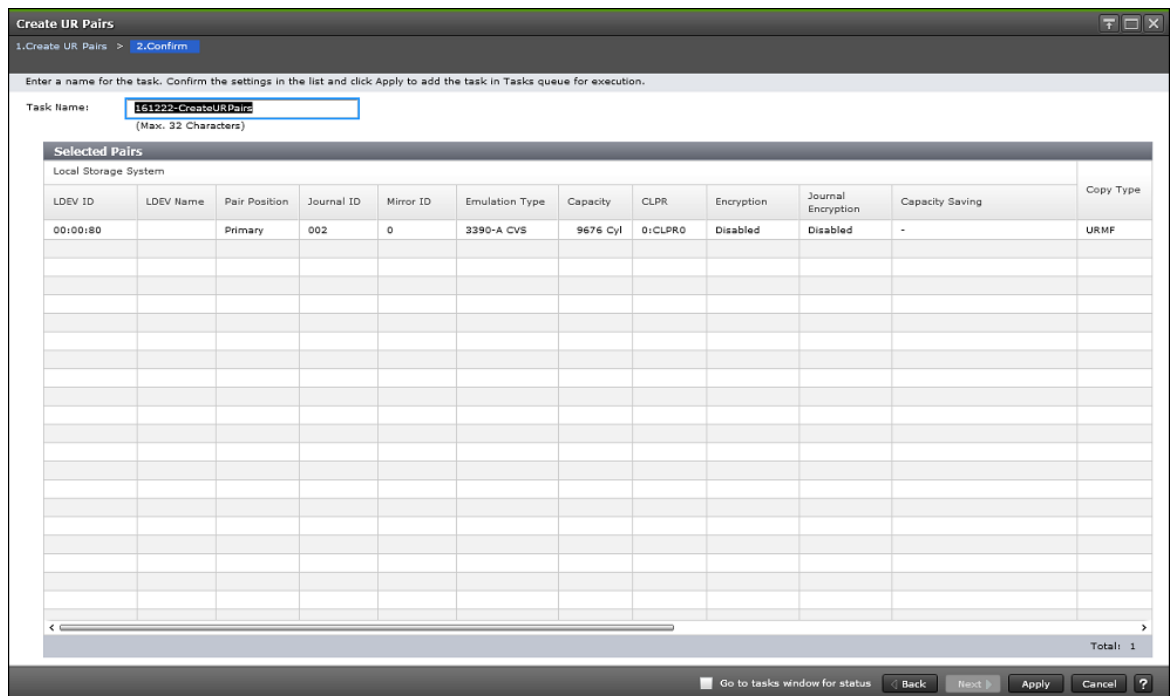 Create UR Pairs
1.Create UR Pairs > 2.Confirm
Enter a name for the task. Confirm the settings in the list and click Apply to add the task in Tasks queue for execution.
Task Name: 161222-CreateURPairs
(Max. 32 Characters)
Selected Pairs
Local Storage System
Copy Type
LDEV ID LDEV Name Pair Position Journal ID Mirror ID Emulation Type Capacity CLPR Encryption Journal Encryption Capacity Saving
00:00:80 Primary 002 0 3390-A CVS 9676 Cyl 0:CLPR0 Disabled Disabled - URMF
Total: 1
Go to tasks window for status Back Next Apply Cancel ?